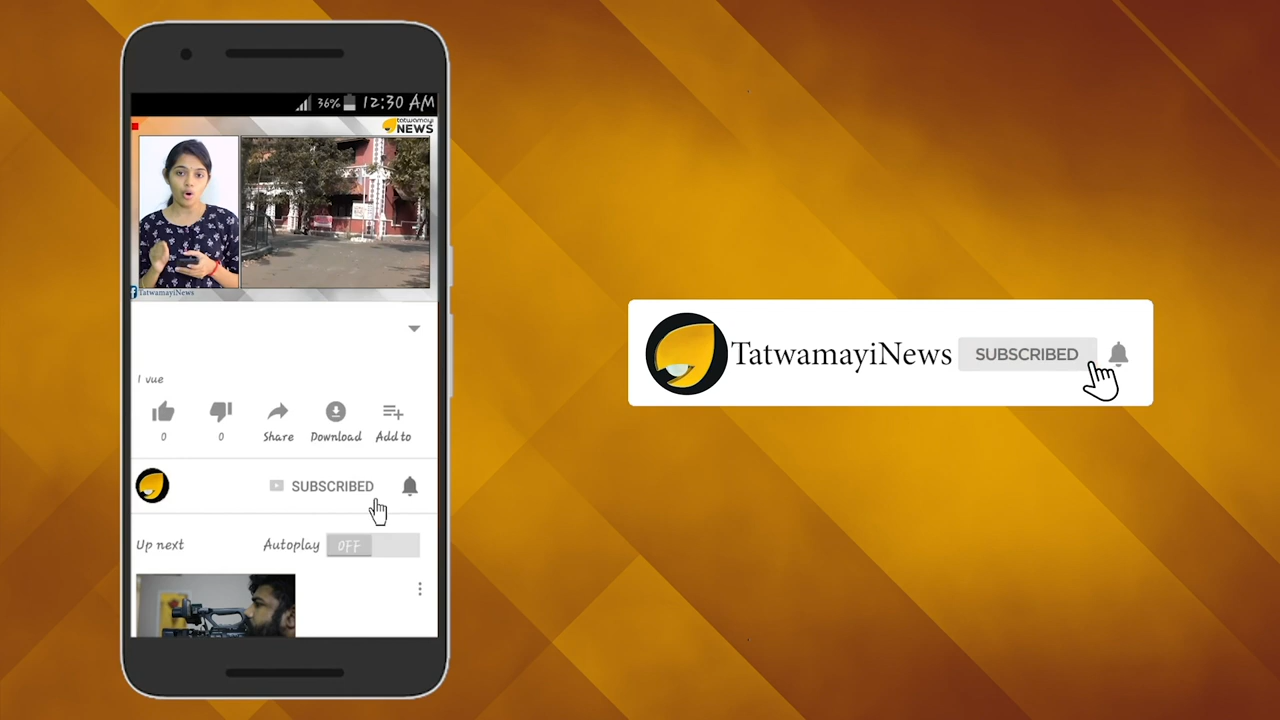 36% 12:30 AM
tatwamayi
NEWS
TatwamayiNews
1 vue
0 0 Share Download Add to
SUBSCRIBED
Up next Autoplay OFF
TatwamayiNews SUBSCRIBED